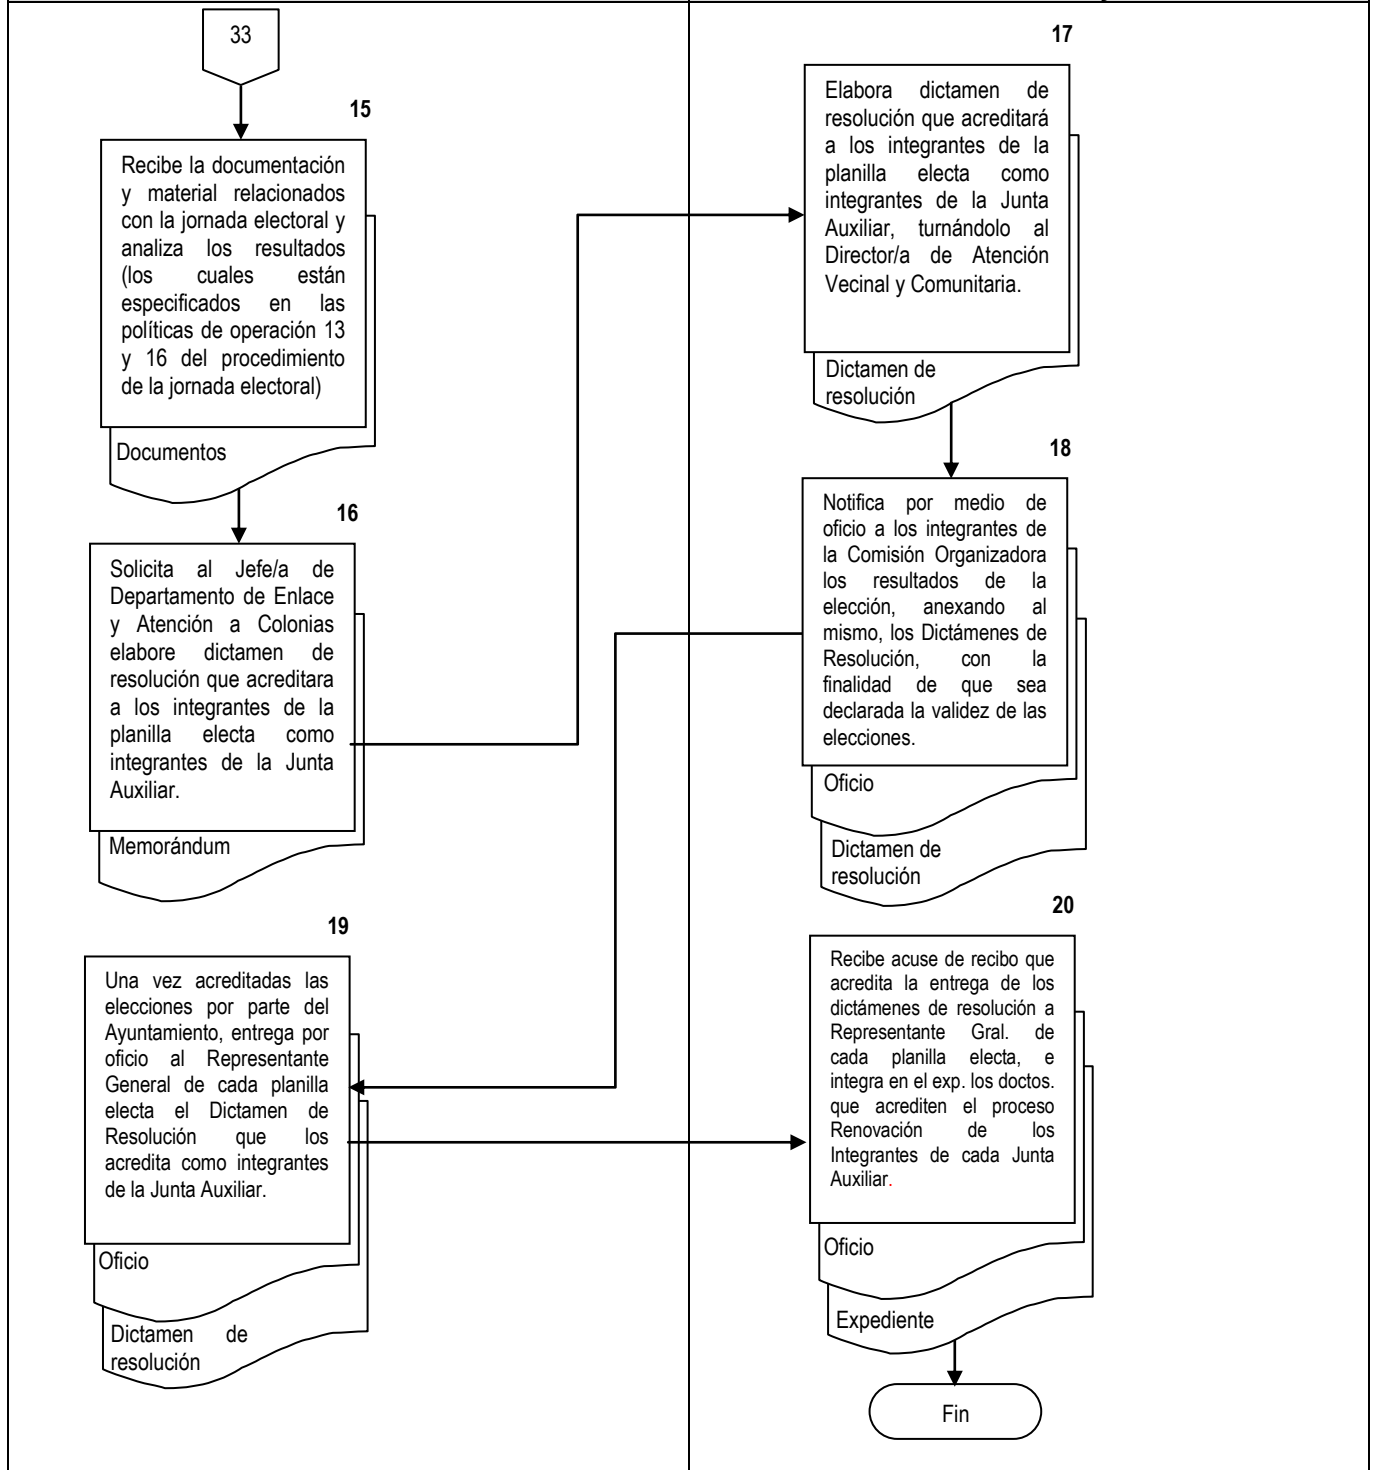 33
15
Recibe la documentación
y material relacionados
con la jornada electoral y
analiza los resultados
(los cuales están
especificados en las
políticas de operación 13
y 16 del procedimiento
de la jornada electoral)
Documentos
16
Solicita al Jefe/a de
Departamento de Enlace
y Atención a Colonias
elabore dictamen de
resolución que acreditara
a los integrantes de la
planilla electa como
integrantes de la Junta
Auxiliar.
Memorándum
17
Elabora dictamen de
resolución que acreditará
a los integrantes de la
planilla electa como
integrantes de la Junta
Auxiliar, turnándolo al
Director/a de Atención
Vecinal y Comunitaria.
Dictamen de
resolución
18
Notifica por medio de
oficio a los integrantes de
la Comisión Organizadora
los resultados de la
elección, anexando al
mismo, los Dictámenes de
Resolución, con la
finalidad de que sea
declarada la validez de las
elecciones.
Oficio
Dictamen de
resolución
19
Una vez acreditadas las
elecciones por parte del
Ayuntamiento, entrega por
oficio al Representante
General de cada planilla
electa el Dictamen de
Resolución que los
acredita como integrantes
de la Junta Auxiliar.
Oficio
Dictamen de
resolución
20
Recibe acuse de recibo que
acredita la entrega de los
dictámenes de resolución a
Representante Gral. de
cada planilla electa, e
integra en el exp. los doctos.
que acrediten el proceso
Renovación de los
Integrantes de cada Junta
Auxiliar.
Oficio
Expediente
Fin